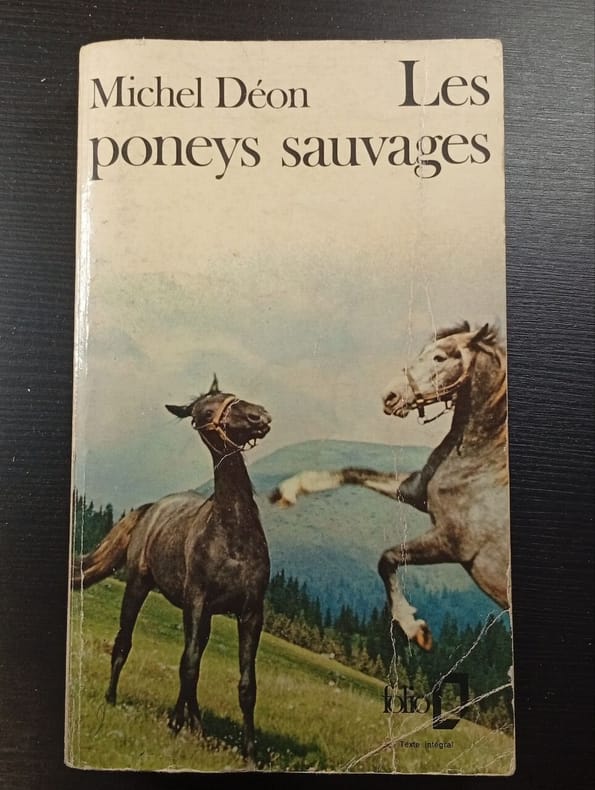 Michel Déon Les
poneys sauvages
folio
Texte intégral